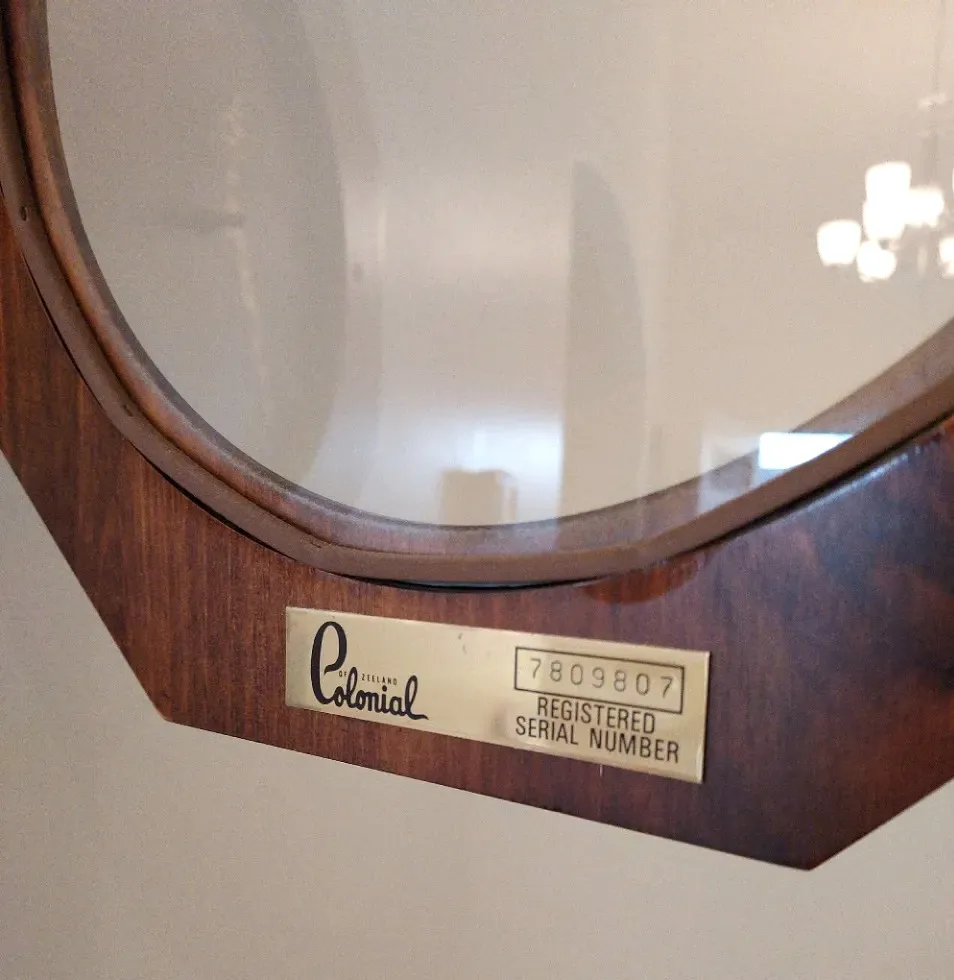 Colonial
OF ZEELAND
7809807
REGISTERED
SERIAL NUMBER